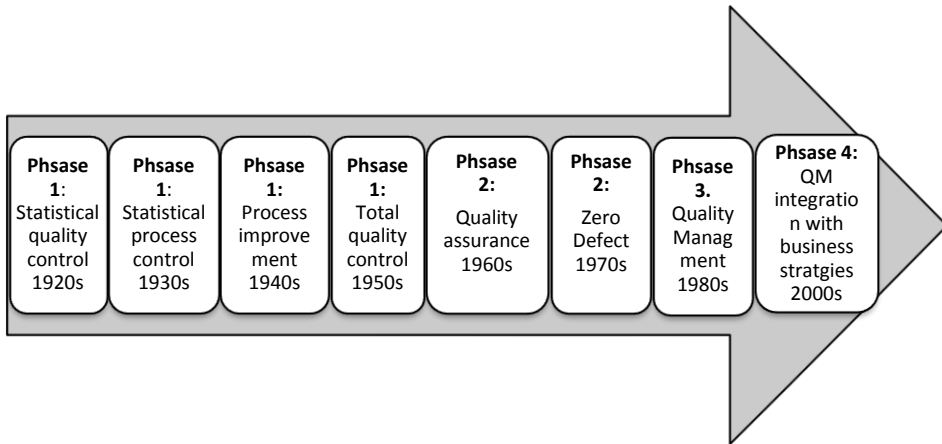 Phsase
1:
Statistical
quality
control
1920s
Phsase
1:
Statistical
process
control
1930s
Phsase
1:
Process
improve
ment
1940s
Phsase
1:
Total
quality
control
1950s
Phsase
2:
Quality
assurance
1960s
Phsase
2:
Zero
Defect
1970s
Phsase
3.
Quality
Manag
ment
1980s
Phsase 4:
QM
integratio
n with
business
stratgies
2000s